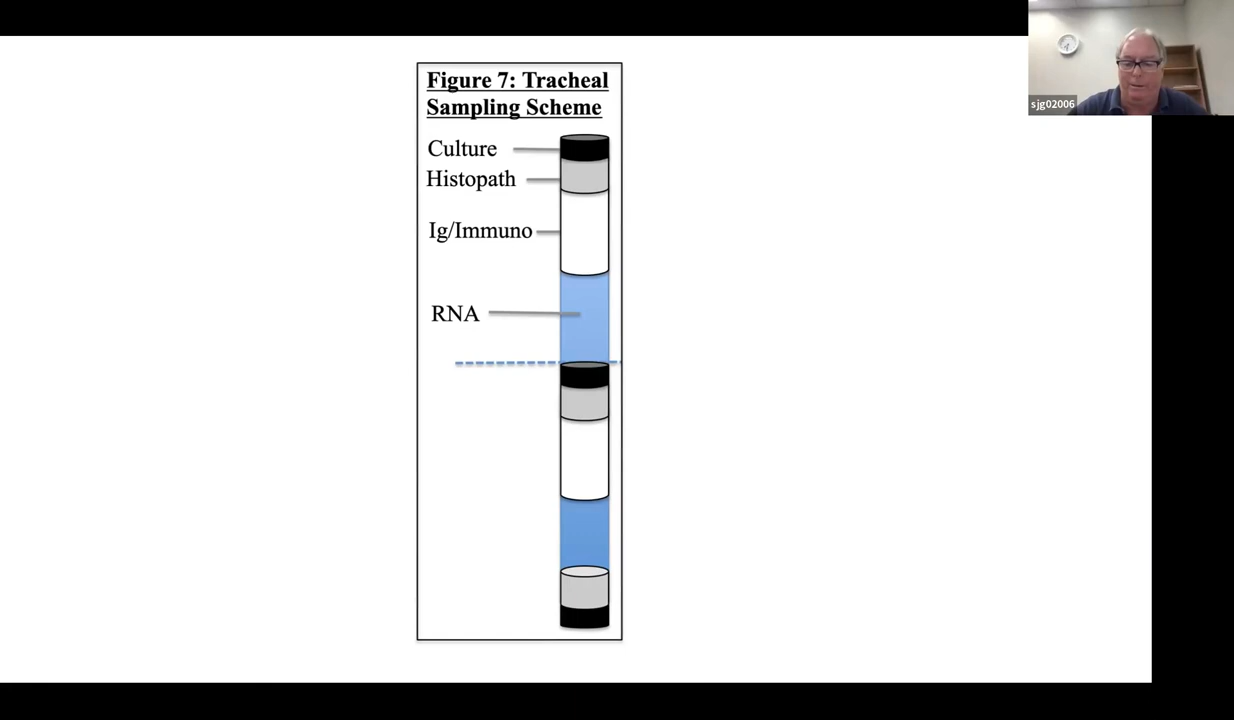 Figure 7: Tracheal
Sampling Scheme
Culture
Histopath
Ig/Immuno
RNA
sjg02006